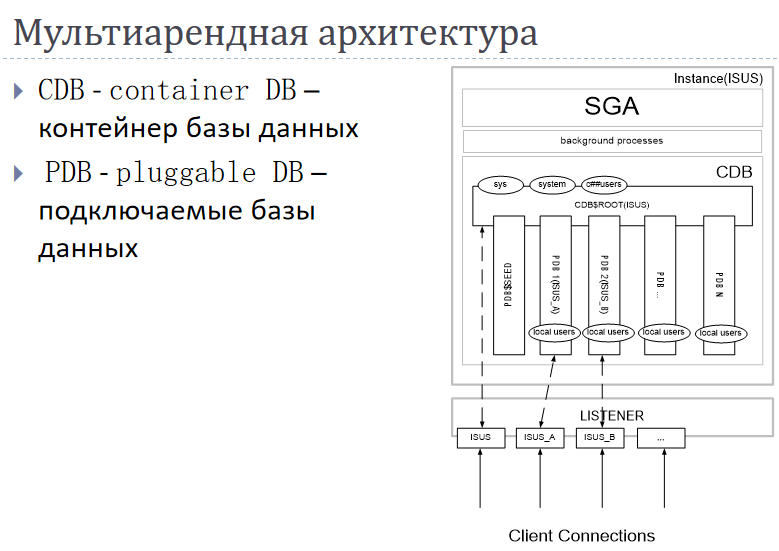 Мультиарендная архитектура
CDB - container DB –
контейнер базы данных
PDB - pluggable DB –
подключаемые базы
данных
Instance(ISUS)
SGA
background processes
CDB
sys
system
c##users
CDB$ROOT(ISUS)
PDB$SEED
PDB 1(ISUS_A)
PDB 2(ISUS_B)
PDB ...
PDB N
local users
local users
local users
local users
LISTENER
ISUS
ISUS_A
ISUS_B
...
Client Connections